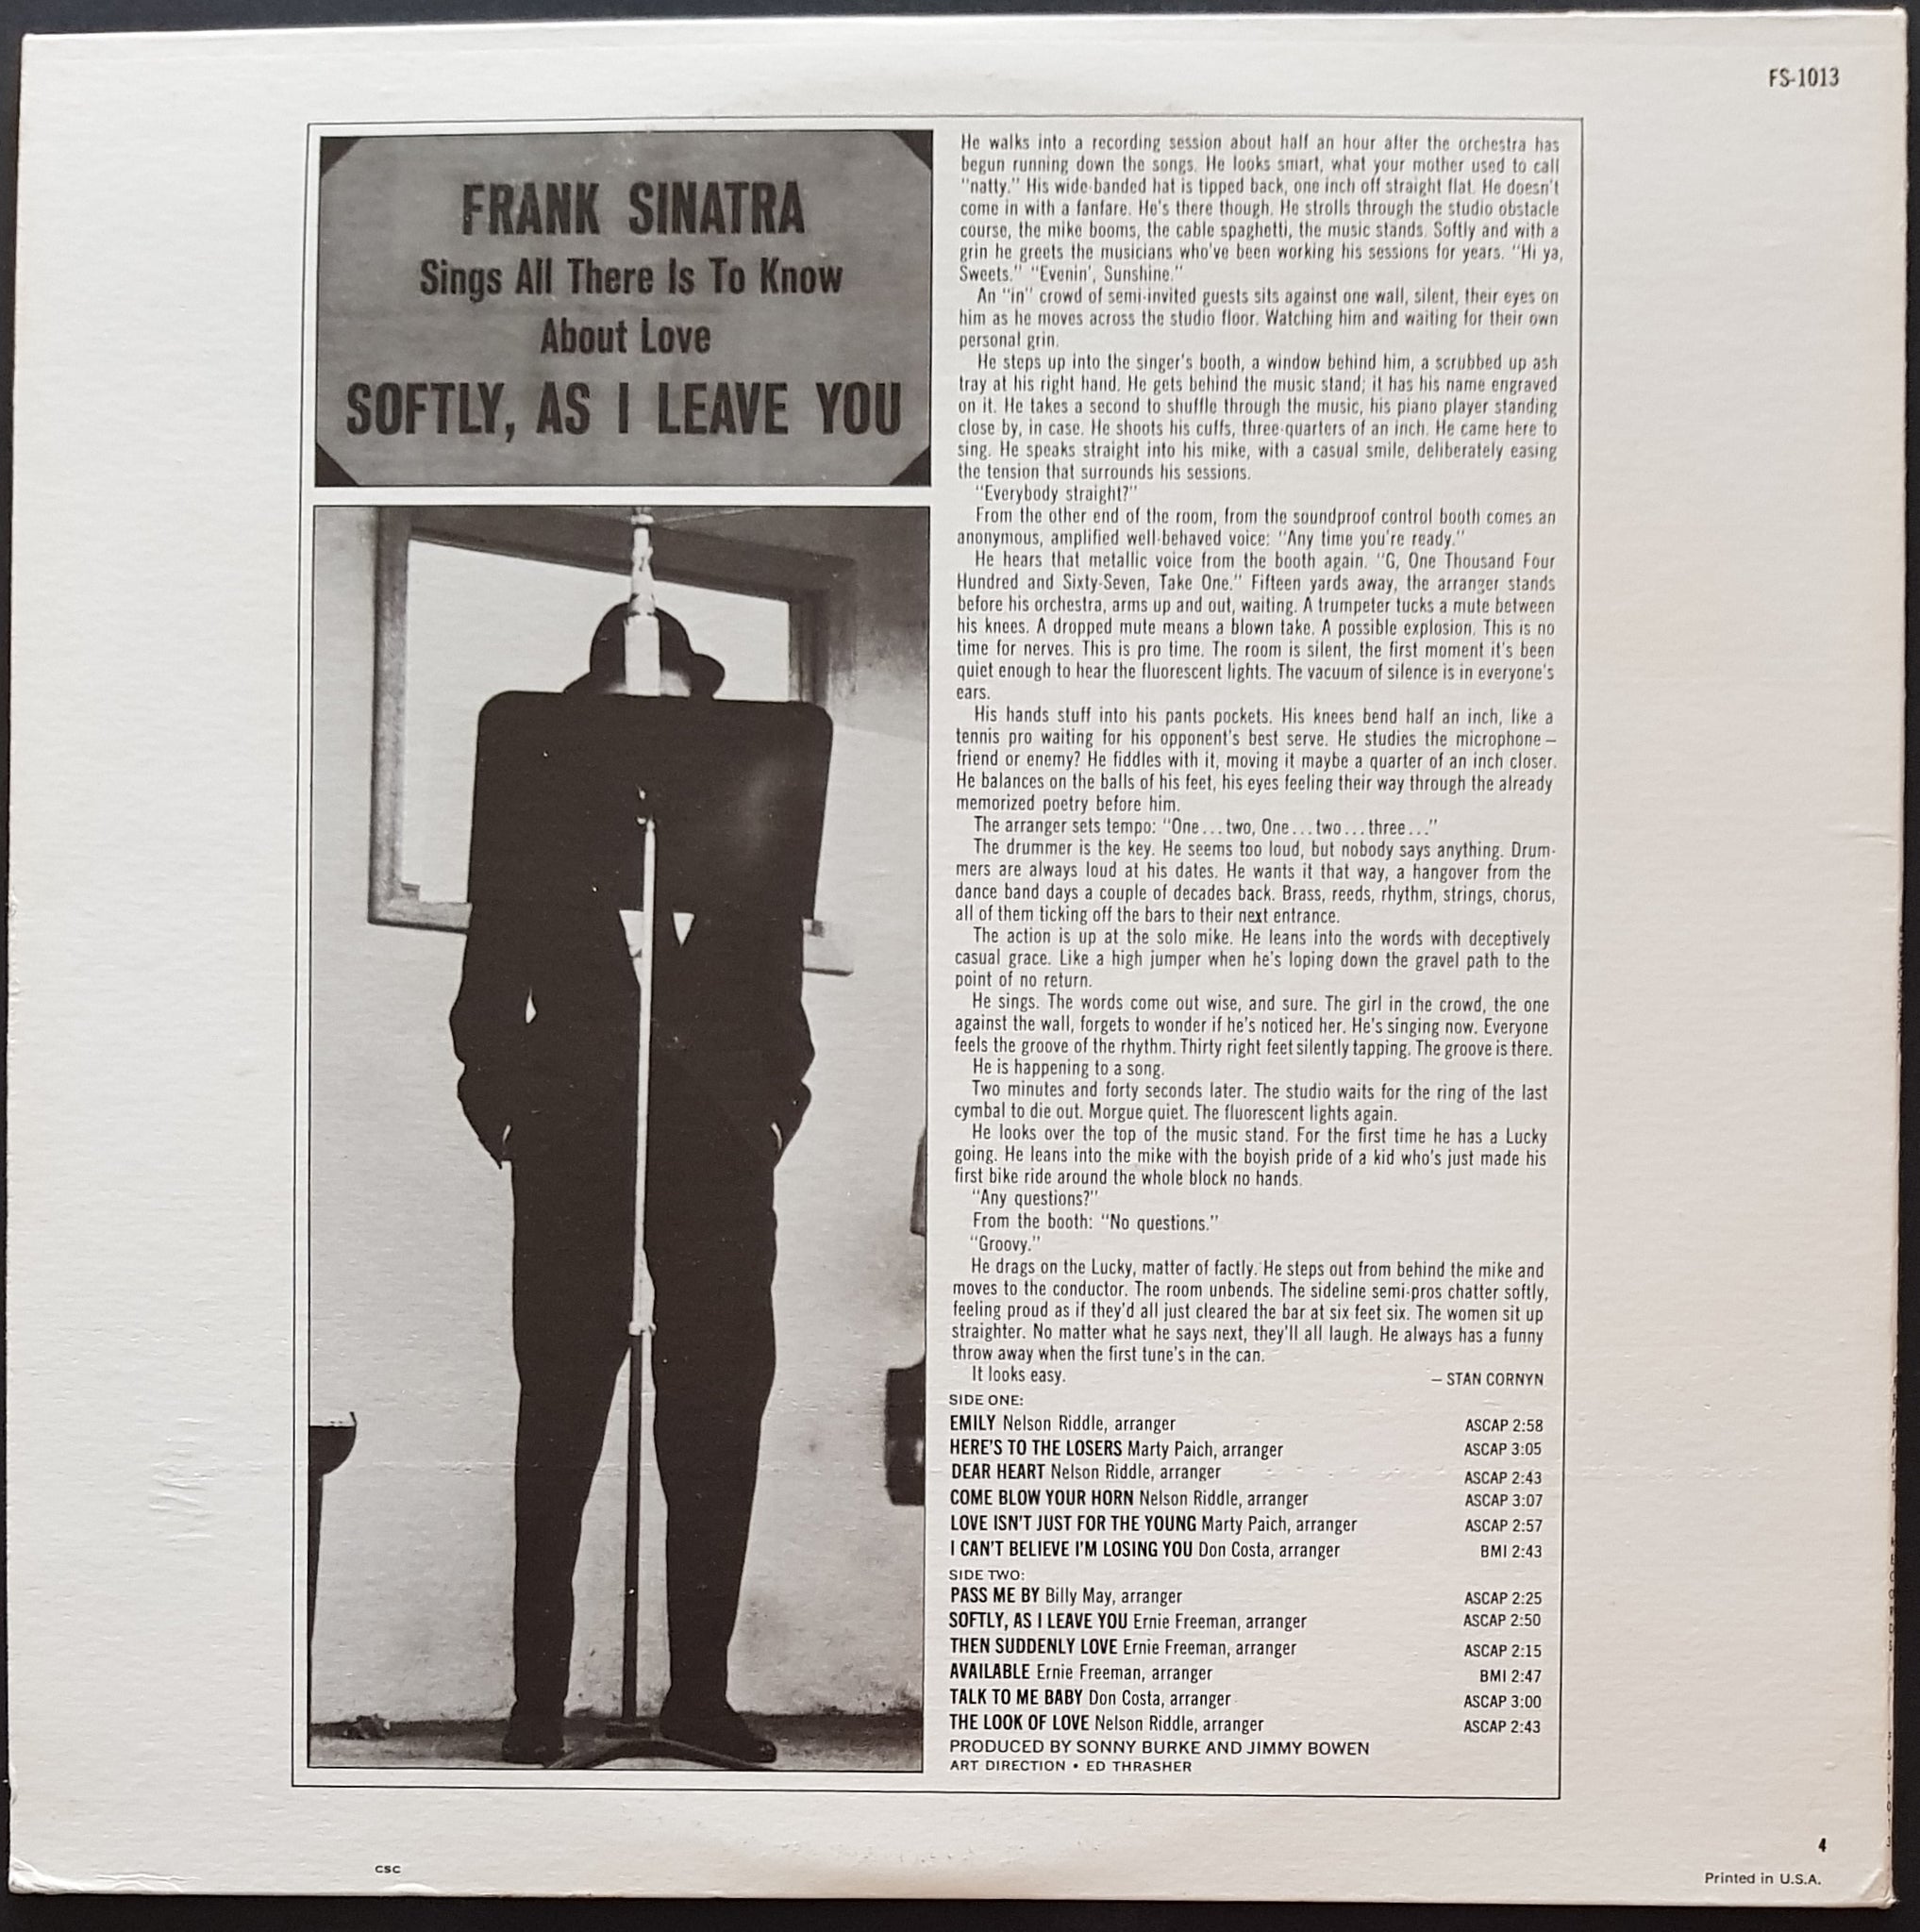 FS-1013
FRANK SINATRA
Sings All There Is To Know
About Love
SOFTLY, AS I LEAVE YOU
He walks into a recording session about half an hour after the orchestra has
begun running down the songs. He looks smart, what your mother used to call
"natty." His wide-banded hat is tipped back, one inch off straight flat. He doesn't
come in with a fanfare. He's there though. He strolls through the studio obstacle
course, the mike booms, the cable spaghetti, the music stands. Softly and with a
grin he greets the musicians who've been working his sessions for years. "Hi ya,
Sweets." "Evenin', Sunshine."
An "in" crowd of semi-invited guests sits against one wall, silent, their eyes on
him as he moves across the studio floor. Watching him and waiting for their own
personal grin.
He steps up into the singer's booth, a window behind him, a scrubbed up ash
tray at his right hand. He gets behind the music stand; it has his name engraved
on it. He takes a second to shuffle through the music, his piano player standing
close by, in case. He shoots his cuffs, three-quarters of an inch. He came here to
sing. He speaks straight into his mike, with a casual smile, deliberately easing
the tension that surrounds his sessions.
"Everybody straight?"
From the other end of the room, from the soundproof control booth comes an
anonymous, amplified well-behaved voice: "Any time you're ready."
He hears that metallic voice from the booth again. "G, One Thousand Four
Hundred and Sixty-Seven, Take One." Fifteen yards away, the arranger stands
before his orchestra, arms up and out, waiting. A trumpeter tucks a mute between
his knees. A dropped mute means a blown take. A possible explosion. This is no
time for nerves. This is pro time. The room is silent, the first moment it's been
quiet enough to hear the fluorescent lights. The vacuum of silence is in everyone's
ears.
His hands stuff into his pants pockets. His knees bend half an inch, like a
tennis pro waiting for his opponent's best serve. He studies the microphone –
friend or enemy? He fiddles with it, moving it maybe a quarter of an inch closer.
He balances on the balls of his feet, his eyes feeling their way through the already
memorized poetry before him.
The arranger sets tempo: "One...two, One...two...three..."
The drummer is the key. He seems too loud, but nobody says anything. Drum-
mers are always loud at his dates. He wants it that way, a hangover from the
dance band days a couple of decades back. Brass, reeds, rhythm, strings, chorus,
all of them ticking off the bars to their next entrance.
The action is up at the solo mike. He leans into the words with deceptively
casual grace. Like a high jumper when he's loping down the gravel path to the
point of no return.
He sings. The words come out wise, and sure. The girl in the crowd, the one
against the wall, forgets to wonder if he's noticed her. He's singing now. Everyone
feels the groove of the rhythm. Thirty right feet silently tapping. The groove is there.
He is happening to a song.
Two minutes and forty seconds later. The studio waits for the ring of the last
cymbal to die out. Morgue quiet. The fluorescent lights again.
He looks over the top of the music stand. For the first time he has a Lucky
going. He leans into the mike with the boyish pride of a kid who's just made his
first bike ride around the whole block no hands.
"Any questions?"
From the booth: "No questions."
"Groovy."
He drags on the Lucky, matter of factly. He steps out from behind the mike and
moves to the conductor. The room unbends. The sideline semi-pros chatter softly,
feeling proud as if they'd all just cleared the bar at six feet six. The women sit up
straighter. No matter what he says next, they'll all laugh. He always has a funny
throw away when the first tune's in the can.
It looks easy. – STAN CORNYN
SIDE ONE:
EMILY Nelson Riddle, arranger ASCAP 2:58
HERE'S TO THE LOSERS Marty Paich, arranger ASCAP 3:05
DEAR HEART Nelson Riddle, arranger ASCAP 2:43
COME BLOW YOUR HORN Nelson Riddle, arranger ASCAP 3:07
LOVE ISN'T JUST FOR THE YOUNG Marty Paich, arranger ASCAP 2:57
I CAN'T BELIEVE I'M LOSING YOU Don Costa, arranger BMI 2:43
SIDE TWO:
PASS ME BY Billy May, arranger ASCAP 2:25
SOFTLY, AS I LEAVE YOU Ernie Freeman, arranger ASCAP 2:50
THEN SUDDENLY LOVE Ernie Freeman, arranger ASCAP 2:15
AVAILABLE Ernie Freeman, arranger BMI 2:47
TALK TO ME BABY Don Costa, arranger ASCAP 3:00
THE LOOK OF LOVE Nelson Riddle, arranger ASCAP 2:43
PRODUCED BY SONNY BURKE AND JIMMY BOWEN
ART DIRECTION • ED THRASHER
4
CSC
Printed in U.S.A.